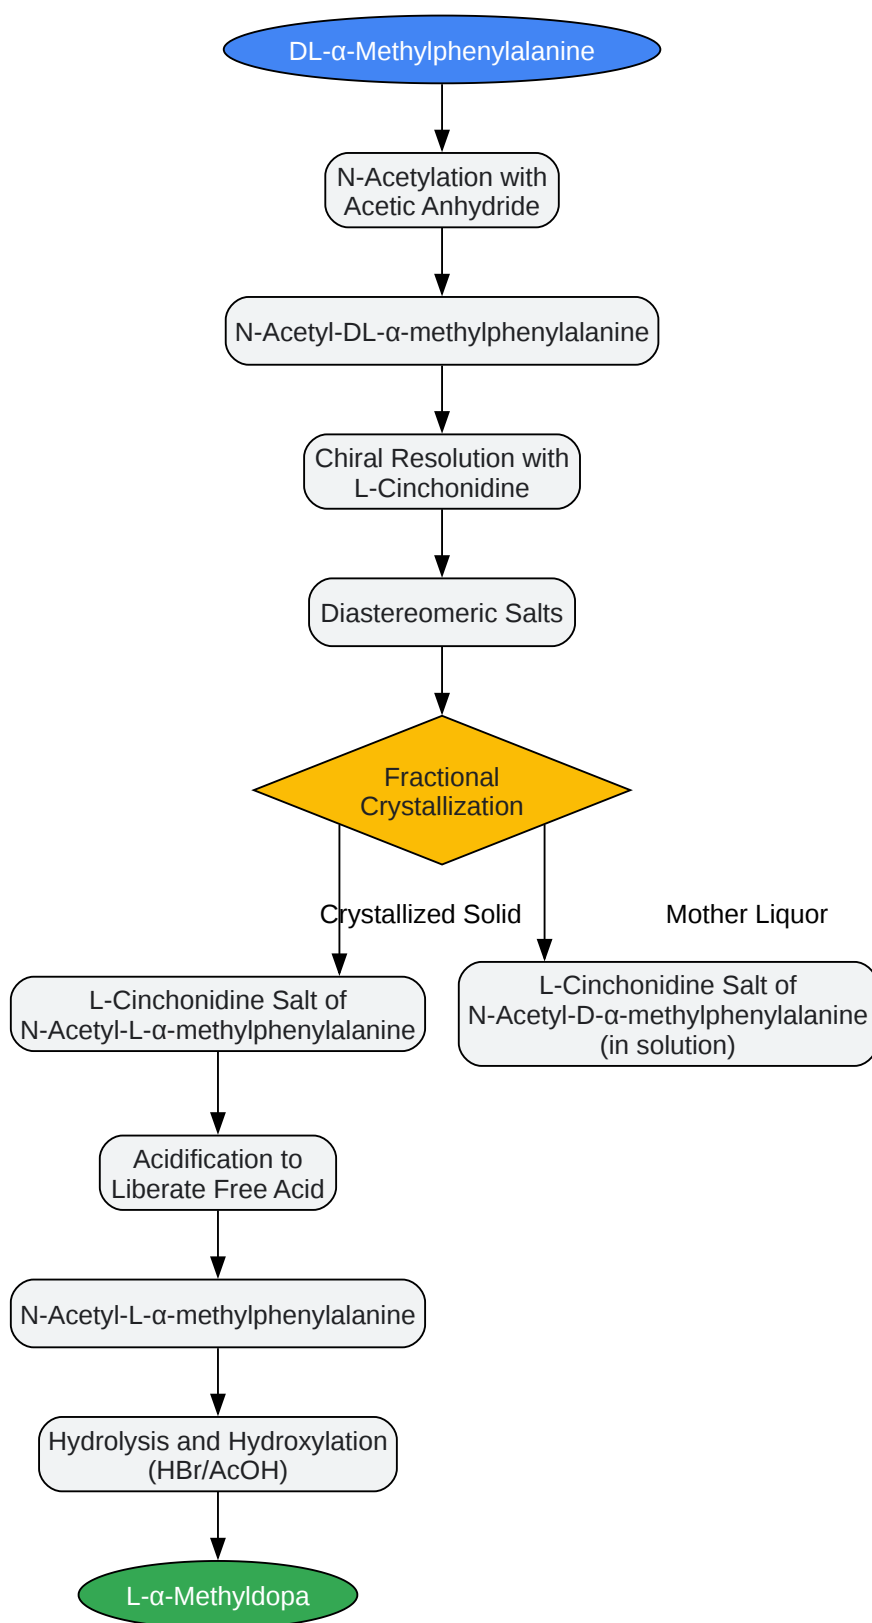 DL-α-Methylphenylalanine
N-Acetylation with
Acetic Anhydride
N-Acetyl-DL-α-methylphenylalanine
Chiral Resolution with
L-Cinchonidine
Diastereomeric Salts
Fractional
Crystallization
Crystallized Solid
Mother Liquor
L-Cinchonidine Salt of
N-Acetyl-L-α-methylphenylalanine
L-Cinchonidine Salt of
N-Acetyl-D-α-methylphenylalanine
(in solution)
Acidification to
Liberate Free Acid
N-Acetyl-L-α-methylphenylalanine
Hydrolysis and Hydroxylation
(HBr/AcOH)
L-α-Methyldopa